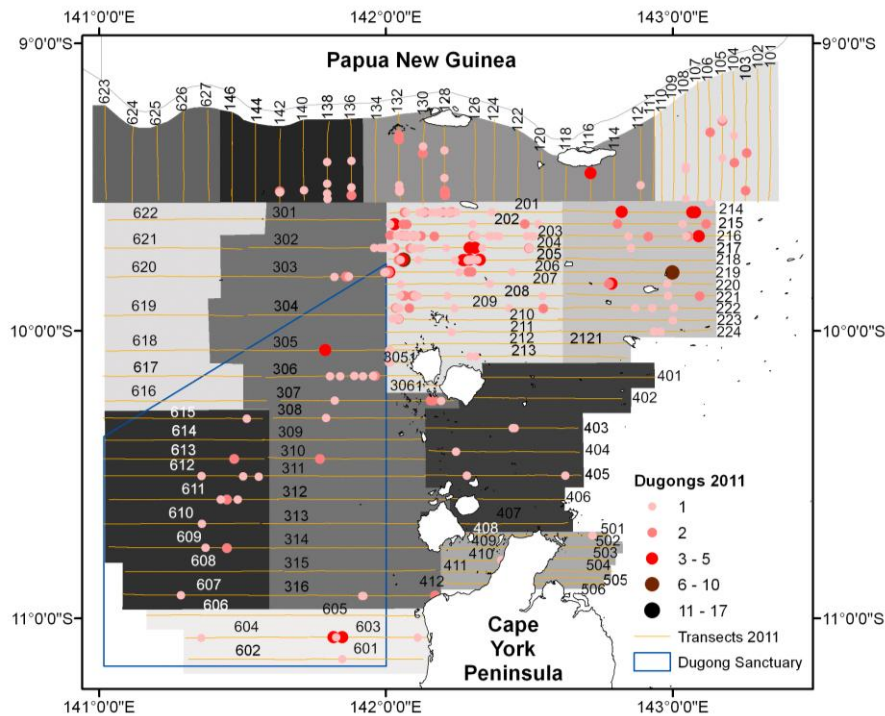 141°0'0"E 142°0'0"E 143°0'0"E
9°0'0"S
9°0'0"S
Papua New Guinea
623
624
625
626
627
146
144
142
140
138
136
134
132
130
128
126
124
122
120
118
116
114
112
111
110
109
108
107
106
105
104
103
102
101
622 301 201 214
202 215
621 302 203 216
204 217
205 218
620 303 206 219
207 220
208 221
619 304 209 222
10°0'0"S
10°0'0"S
210 223
211 224
618 305 212 2121
3051 213
617 306 401
616 307 3061 402
615 308
614 309 403
613 310 404
612 311 405
611 312 406
610 313 407
609 314 408
409
410
411
412
608 315
607 316
606
605
604 603
602 601
501
502
503
504
505
506
11°0'0"S
11°0'0"S
Cape
York
Peninsula
Dugongs 2011
1
2
3 - 5
6 - 10
11 - 17
Transects 2011
Dugong Sanctuary
141°0'0"E 142°0'0"E 143°0'0"E